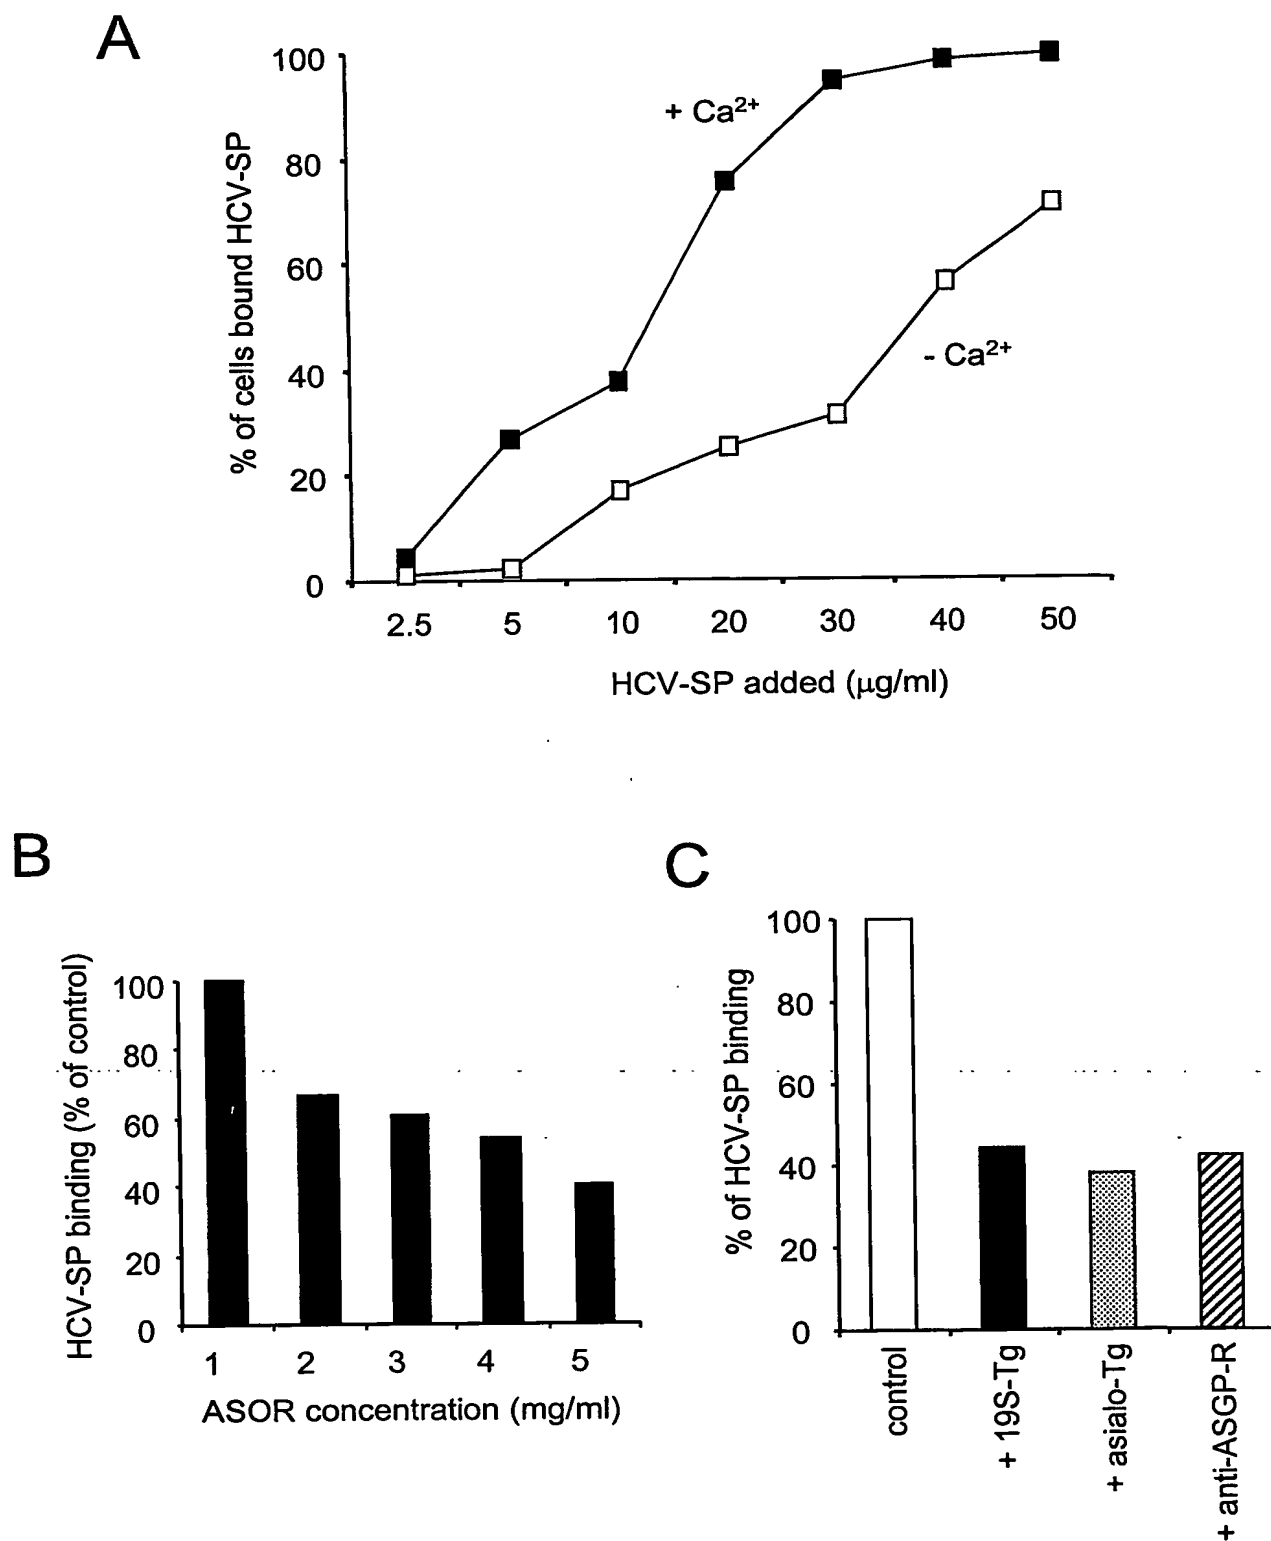 A
% of cells bound HCV-SP
100
80
60
40
20
0
+ Ca²⁺
- Ca²⁺
2.5 5 10 20 30 40 50
HCV-SP added (µg/ml)
B
HCV-SP binding (% of control)
100
80
60
40
20
0
1 2 3 4 5
ASOR concentration (mg/ml)
C
% of HCV-SP binding
100
80
60
40
20
0
control
+ 19S-Tg
+ asialo-Tg
+ anti-ASGP-R